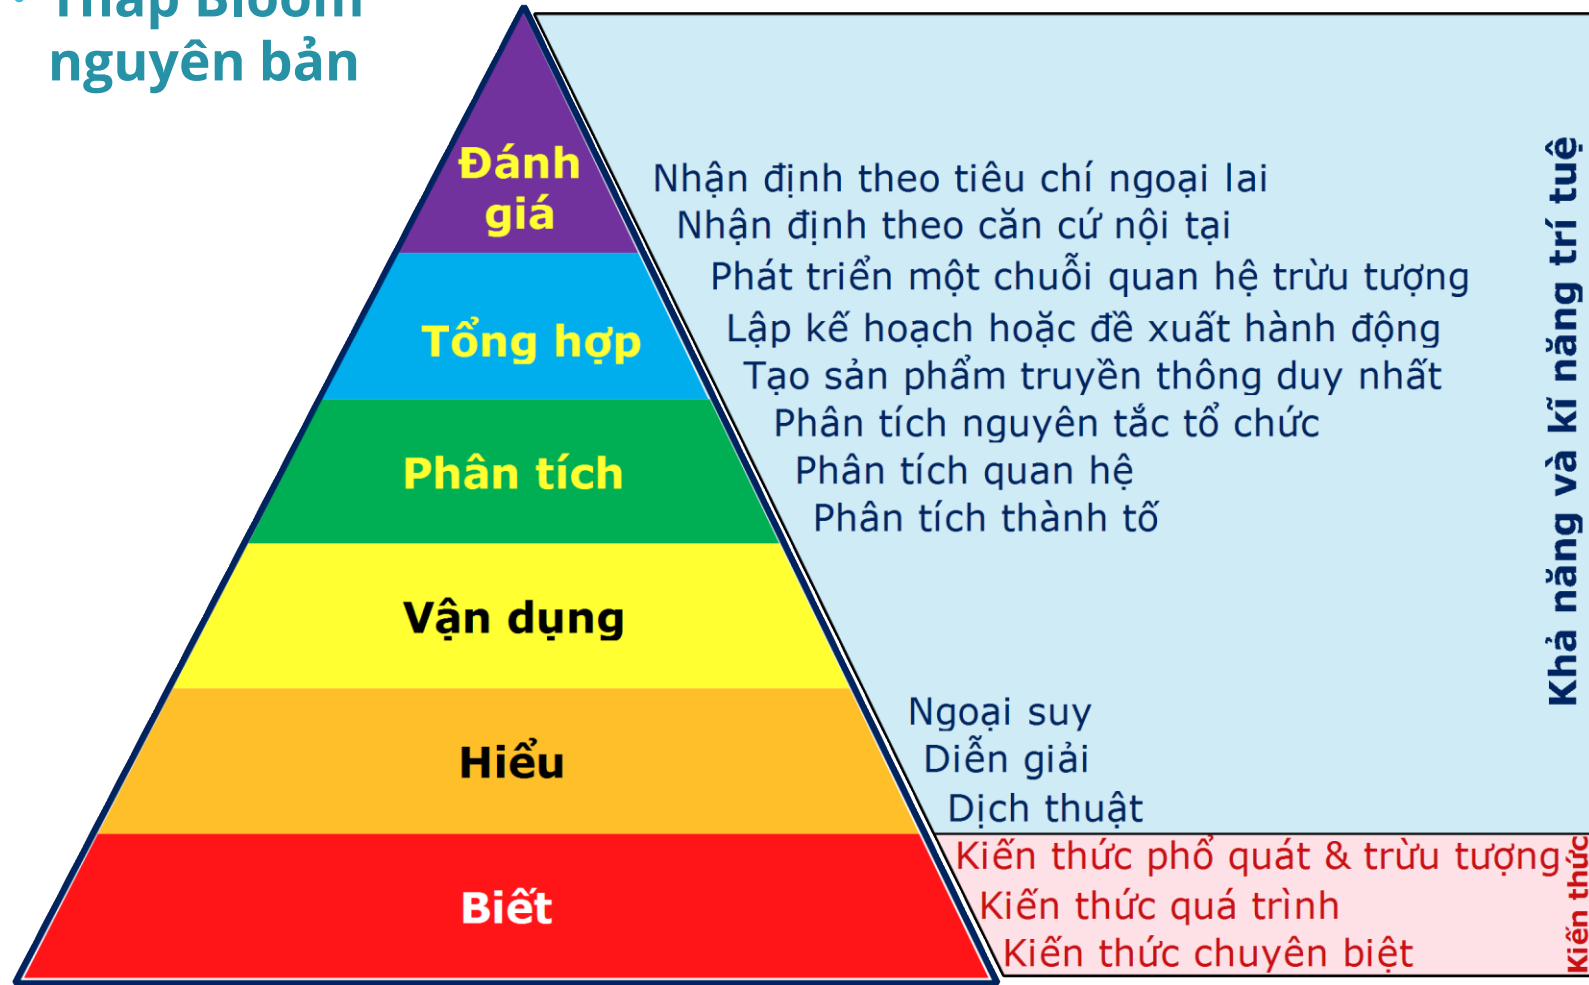 • Tháp Bloom
nguyên bản
Đánh
giá
Nhận định theo tiêu chí ngoại lai
Nhận định theo căn cứ nội tại
Tổng hợp
Phát triển một chuỗi quan hệ trừu tượng
Lập kế hoạch hoặc đề xuất hành động
Tạo sản phẩm truyền thông duy nhất
Phân tích
Phân tích nguyên tắc tổ chức
Phân tích quan hệ
Phân tích thành tố
Vận dụng
Hiểu
Ngoại suy
Diễn giải
Dịch thuật
Biết
Kiến thức phổ quát & trừu tượng
Kiến thức quá trình
Kiến thức chuyên biệt
Khả năng và kĩ năng trí tuệ
Kiến thức